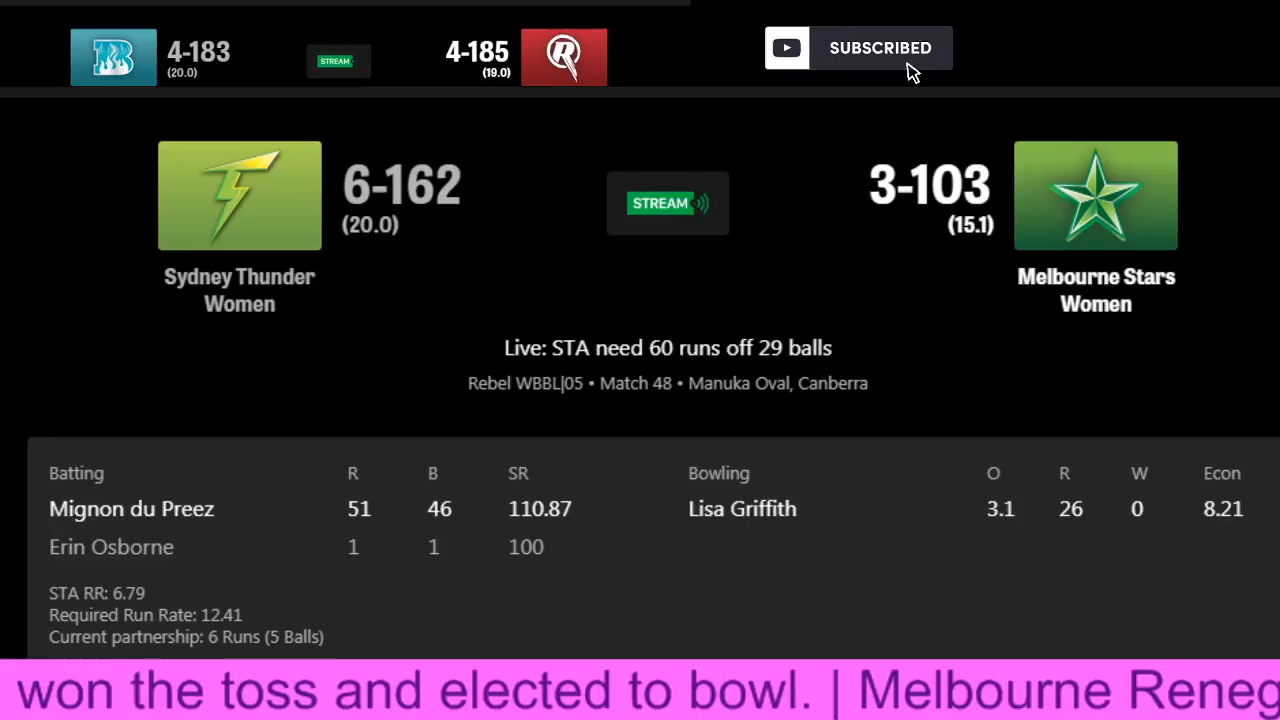 4-183
(20.0)
STREAM
4-185
(19.0)
SUBSCRIBED
6-162
(20.0)
STREAM
3-103
(15.1)
Sydney Thunder
Women
Melbourne Stars
Women
Live: STA need 60 runs off 29 balls
Rebel WBBL|05 • Match 48 • Manuka Oval, Canberra
Batting R B SR Bowling O R W Econ
Mignon du Preez 51 46 110.87 Lisa Griffith 3.1 26 0 8.21
Erin Osborne 1 1 100
STA RR: 6.79
Required Run Rate: 12.41
Current partnership: 6 Runs (5 Balls)
won the toss and elected to bowl. | Melbourne Reneg